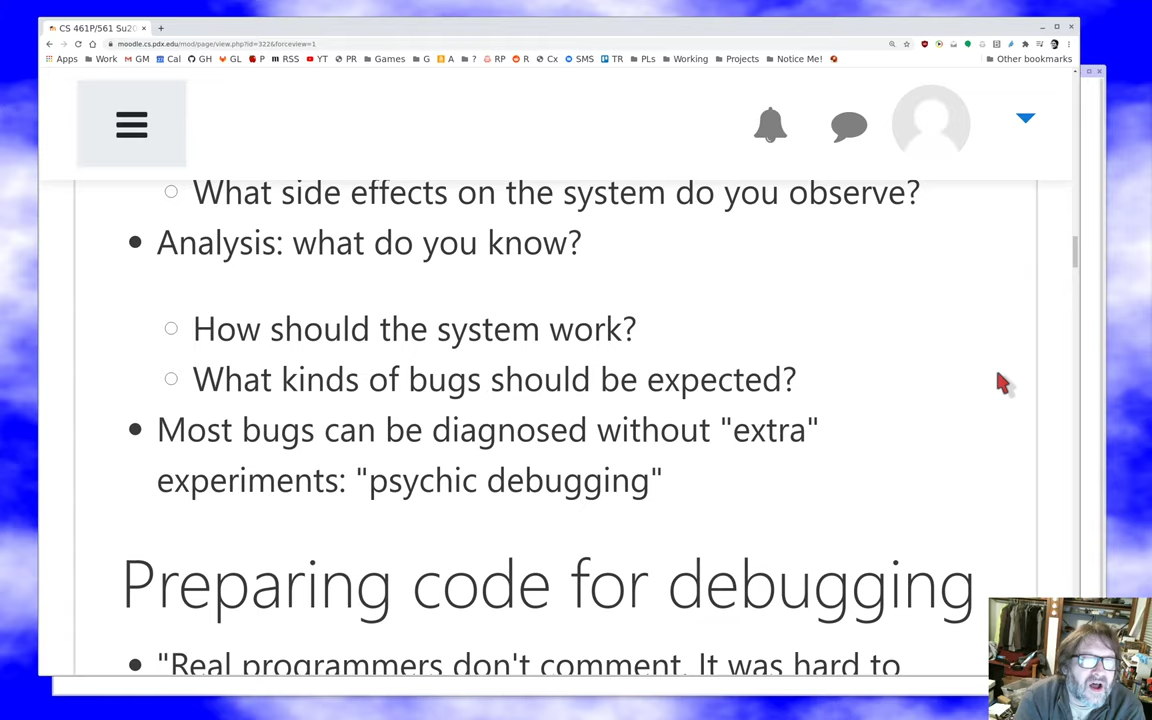 CS 461P/561 Su20
moodle.cs.pdx.edu/mod/page/view.php?id=322&forceview=1
Apps Work GM Cal GH GL P RSS YT PR Games G A ? RP R Cx SMS TR PLs Working Projects Notice Me! Other bookmarks
What side effects on the system do you observe?
Analysis: what do you know?
How should the system work?
What kinds of bugs should be expected?
Most bugs can be diagnosed without "extra"
experiments: "psychic debugging"
Preparing code for debugging
"Real programmers don't comment. It was hard to